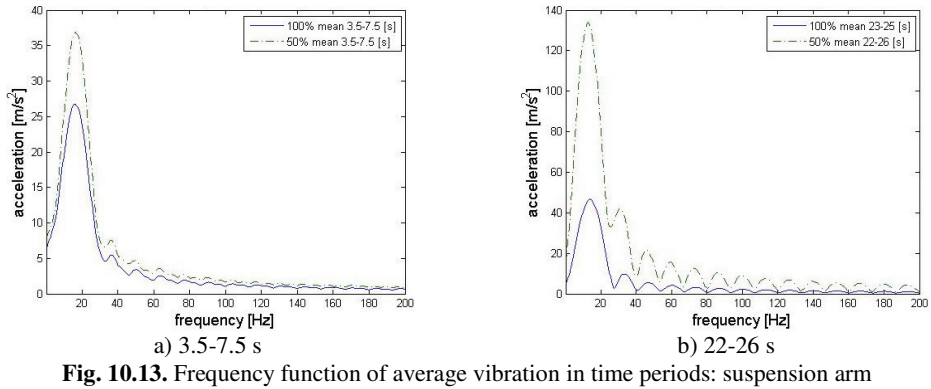 40
35
30
25
20
15
10
5
0
acceleration [m/s²]
100% mean 3.5-7.5 [s]
50% mean 3.5-7.5 [s]
20 40 60 80 100 120 140 160 180 200
frequency [Hz]
a) 3.5-7.5 s
140
120
100
80
60
40
20
0
acceleration [m/s²]
100% mean 23-25 [s]
50% mean 22-26 [s]
20 40 60 80 100 120 140 160 180 200
frequency [Hz]
b) 22-26 s
Fig. 10.13. Frequency function of average vibration in time periods: suspension arm